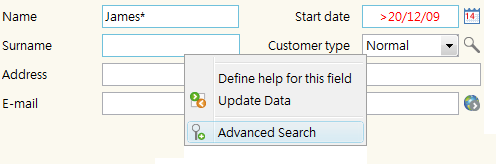 Name James* Start date >20/12/09
Surname Customer type Normal
Address
Define help for this field
E-mail Update Data
Advanced Search